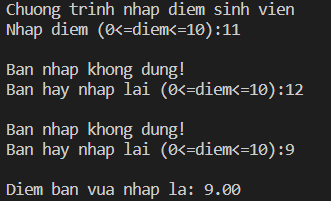 Chuong trinh nhap diem sinh vien
Nhap diem (0<=diem<=10):11
Ban nhap khong dung!
Ban hay nhap lai (0<=diem<=10):12
Ban nhap khong dung!
Ban hay nhap lai (0<=diem<=10):9
Diem ban vua nhap la: 9.00